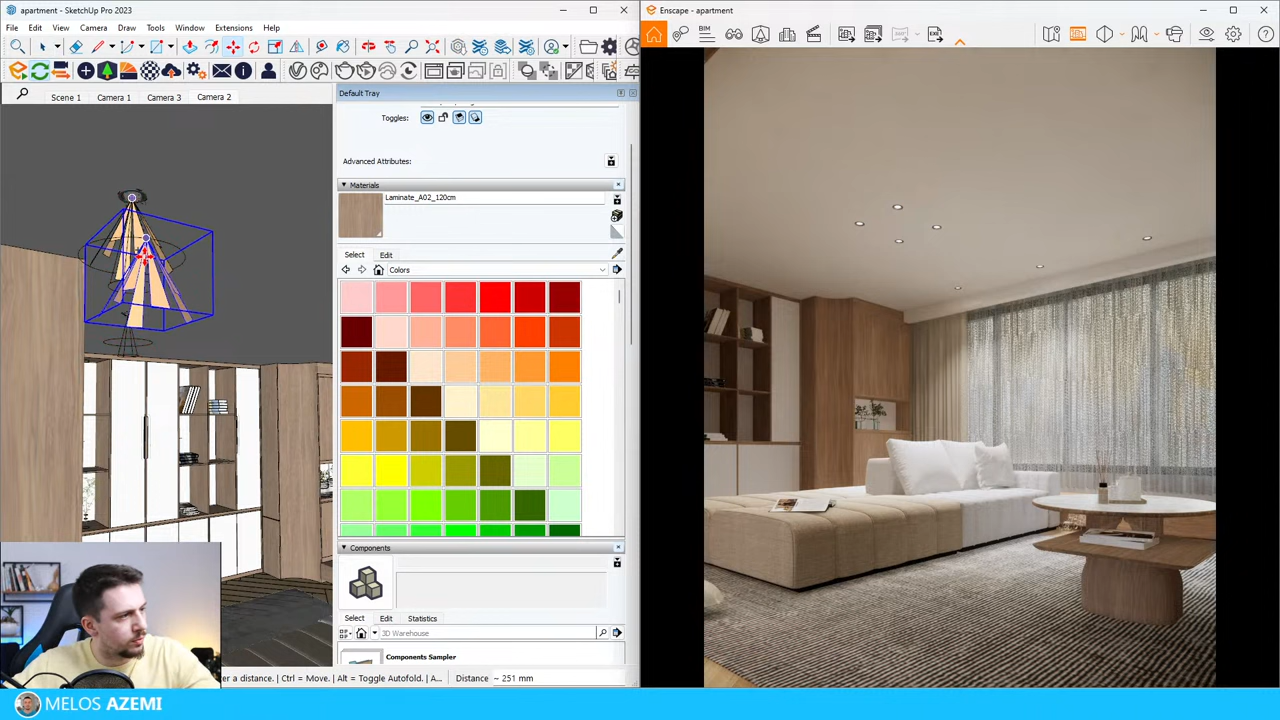 apartment - SketchUp Pro 2023
File Edit View Camera Draw Tools Window Extensions Help
Scene 1 Camera 1 Camera 3 Camera 2
Default Tray
Toggles:
Advanced Attributes:
Materials
Laminate_A02_120cm
Select Edit
Colors
Components
Select Edit Statistics
3D Warehouse
Components Sampler
er a distance. | Ctrl = Move. | Alt = Toggle Autofold. | A... Distance ~ 251 mm
Enscape - apartment
BIM
EXE
MELOS AZEMI